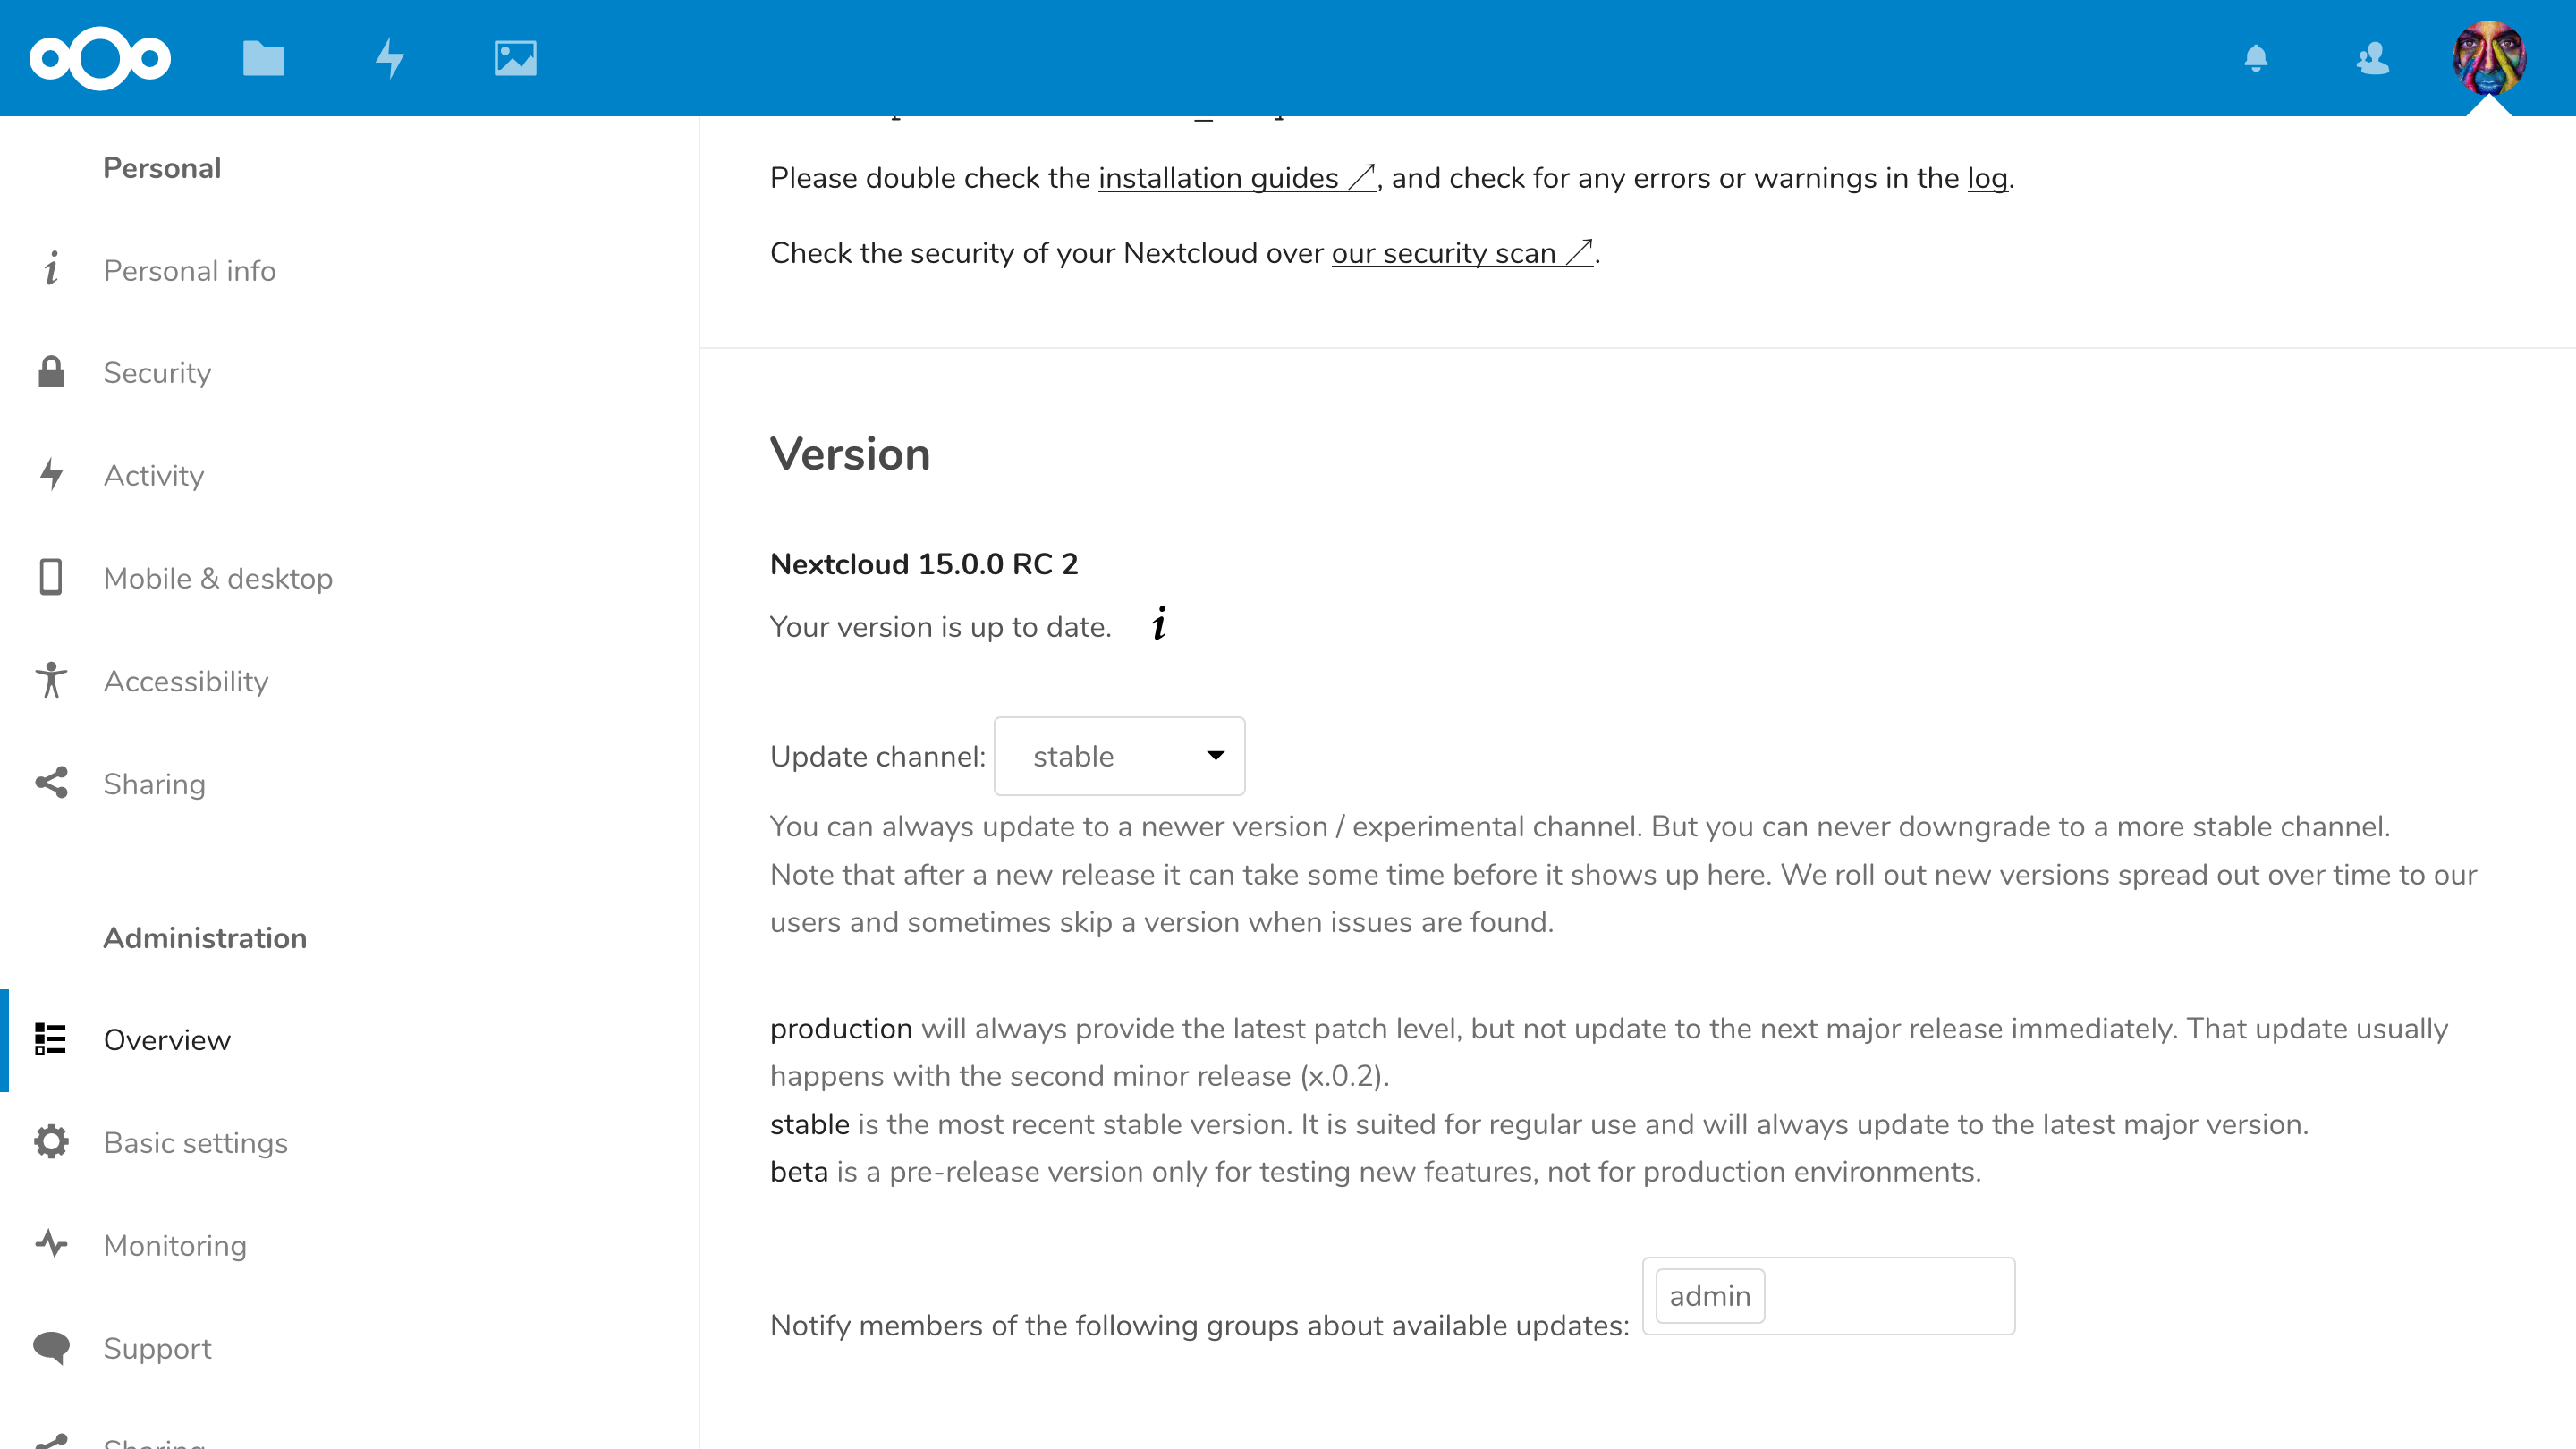 Personal
Personal info
Security
Activity
Mobile & desktop
Accessibility
Sharing
Administration
Overview
Basic settings
Monitoring
Support
Sharing
Please double check the installation guides ↗, and check for any errors or warnings in the log.
Check the security of your Nextcloud over our security scan ↗.
Version
Nextcloud 15.0.0 RC 2
Your version is up to date.
Update channel: stable
You can always update to a newer version / experimental channel. But you can never downgrade to a more stable channel.
Note that after a new release it can take some time before it shows up here. We roll out new versions spread out over time to our
users and sometimes skip a version when issues are found.
production will always provide the latest patch level, but not update to the next major release immediately. That update usually
happens with the second minor release (x.0.2).
stable is the most recent stable version. It is suited for regular use and will always update to the latest major version.
beta is a pre-release version only for testing new features, not for production environments.
Notify members of the following groups about available updates: admin